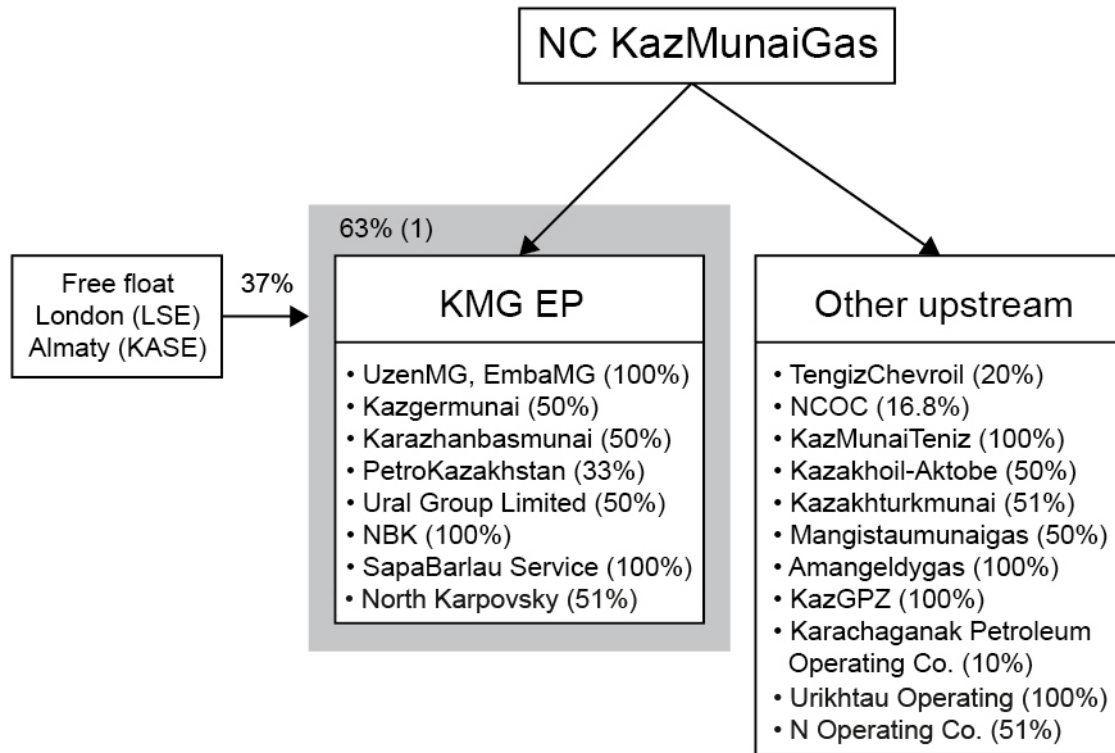 NC KazMunaiGas
63% (1)
Free float
London (LSE)
Almaty (KASE)
37%
KMG EP
• UzenMG, EmbaMG (100%)
• Kazgermunai (50%)
• Karazhanbasmunai (50%)
• PetroKazakhstan (33%)
• Ural Group Limited (50%)
• NBK (100%)
• SapaBarlau Service (100%)
• North Karpovsky (51%)
Other upstream
• TengizChevroil (20%)
• NCOC (16.8%)
• KazMunaiTeniz (100%)
• Kazakhoil-Aktobe (50%)
• Kazakhturkmunai (51%)
• Mangistaumunaigas (50%)
• Amangeldygas (100%)
• KazGPZ (100%)
• Karachaganak Petroleum
Operating Co. (10%)
• Urikhtau Operating (100%)
• N Operating Co. (51%)